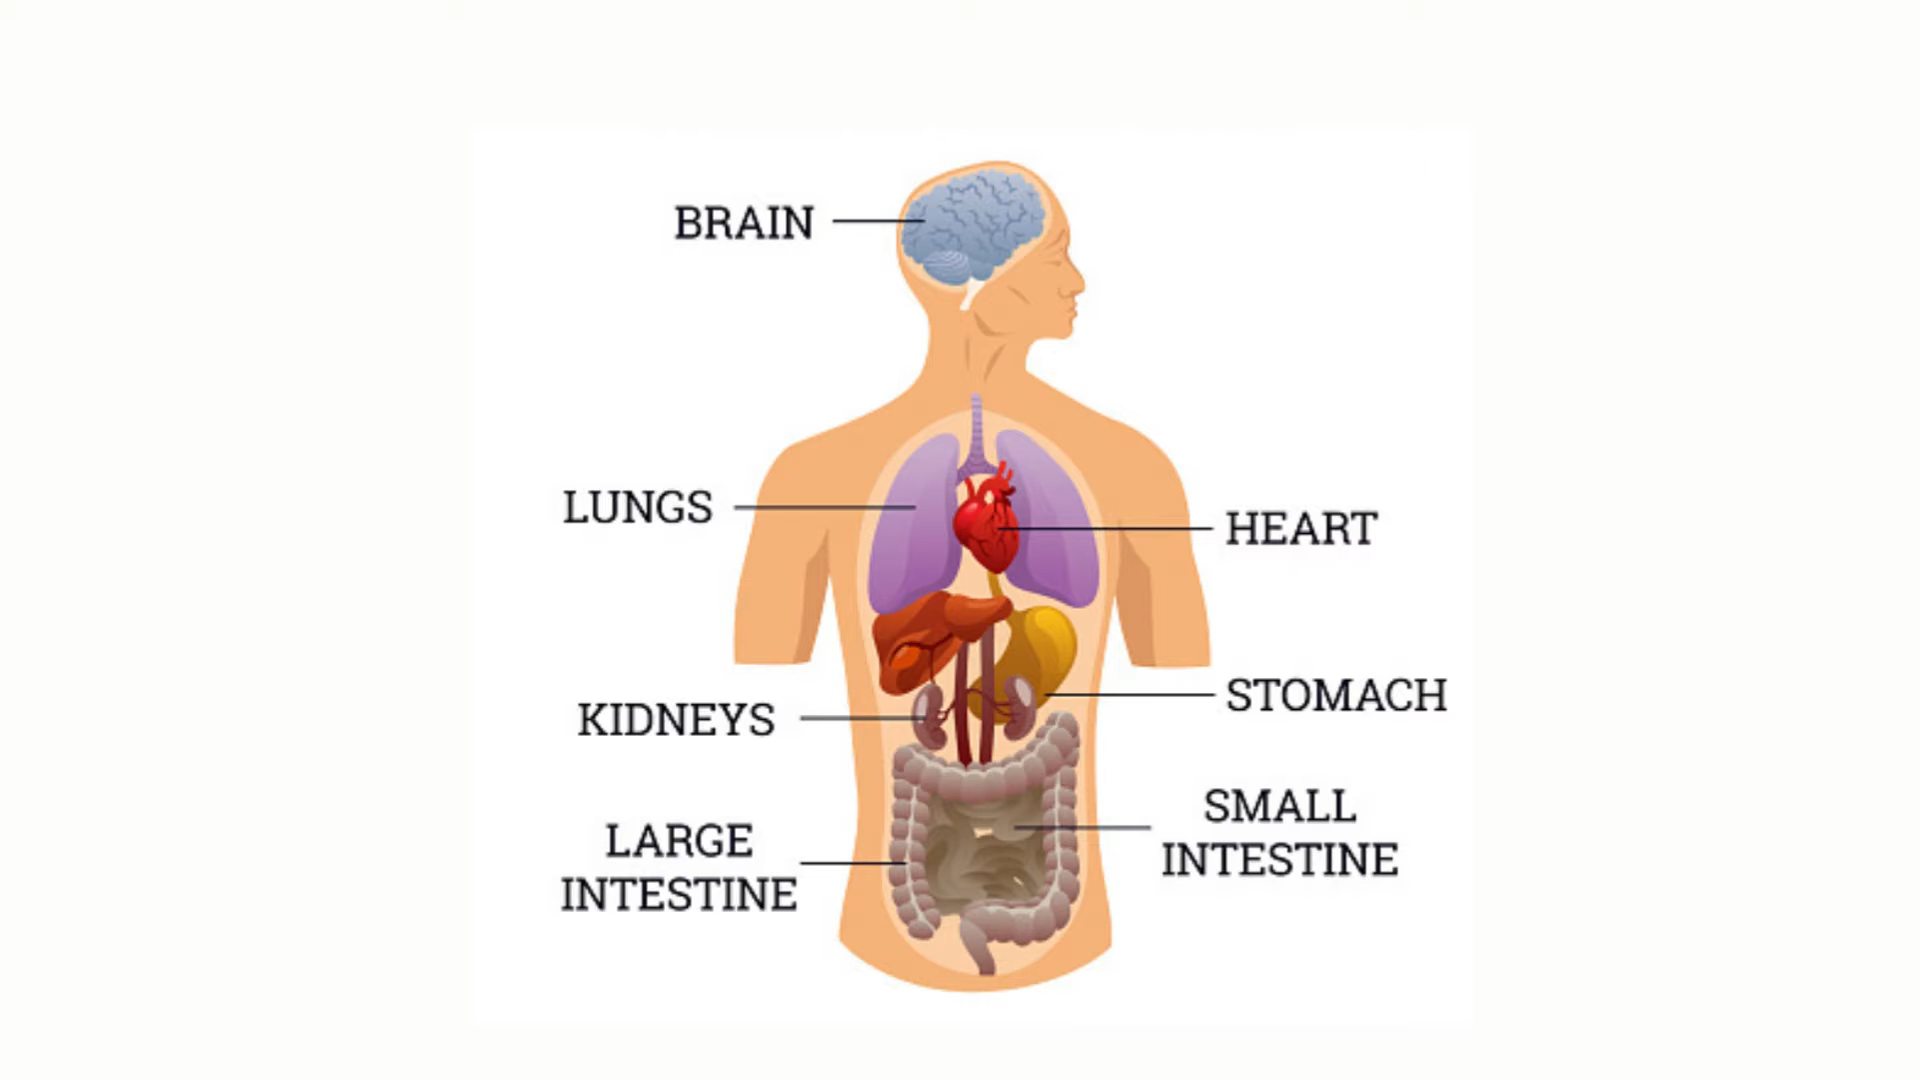 BRAIN
LUNGS
HEART
KIDNEYS
STOMACH
LARGE
INTESTINE
SMALL
INTESTINE